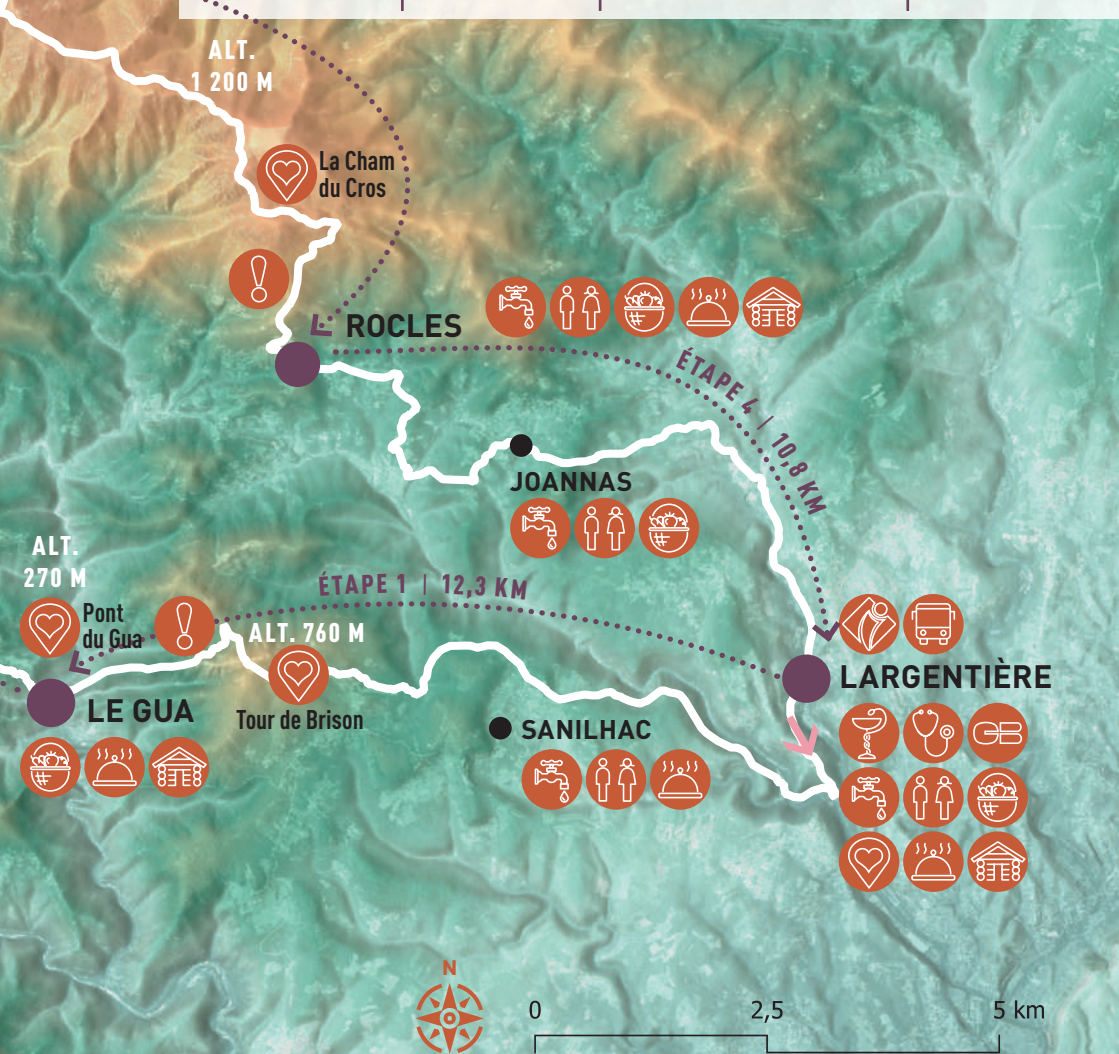 ALT.
1 200 M
La Cham
du Cros
ROCLES
ÉTAPE 4 | 10,8 KM
JOANNAS
ALT.
270 M
Pont
du Gua
ÉTAPE 1 | 12,3 KM
ALT. 760 M
LARGENTIÈRE
LE GUA
Tour de Brison
SANILHAC
CB
N
0 2,5 5 km